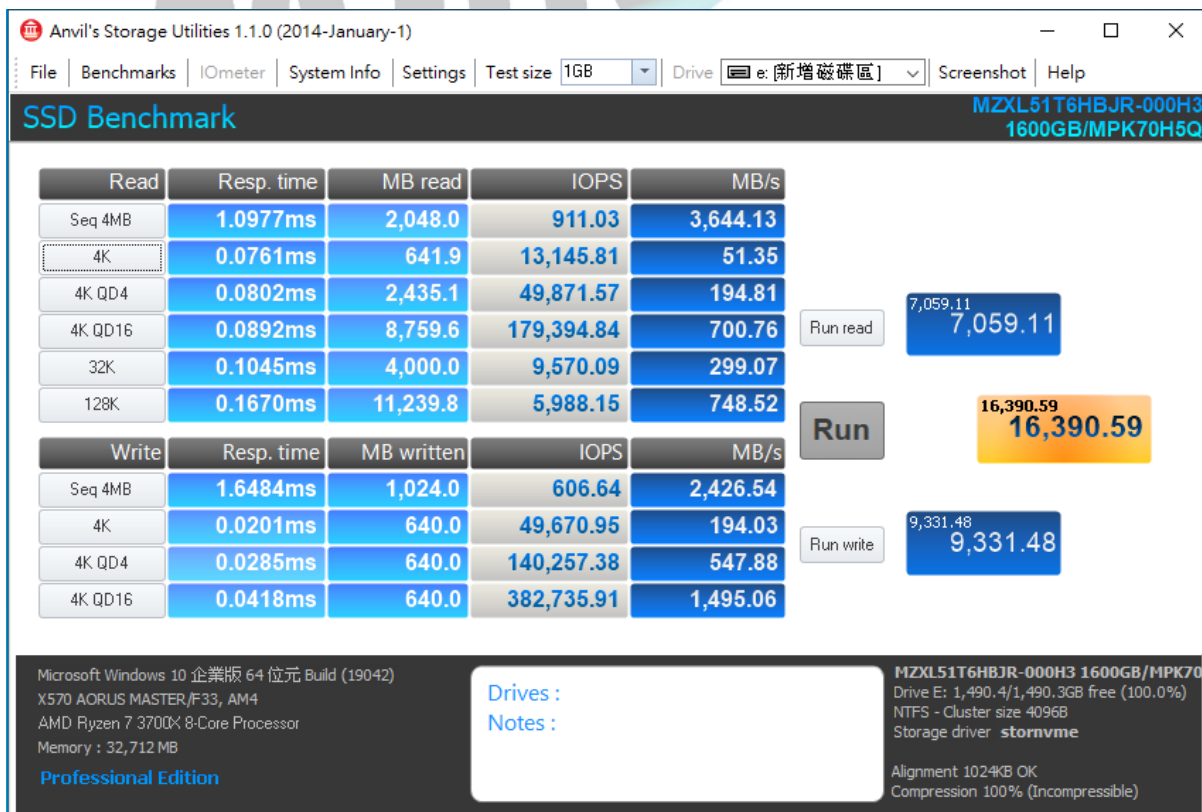 Anvil's Storage Utilities 1.1.0 (2014-January-1)
File Benchmarks IOmeter System Info Settings Test size 1GB Drive e: [新增磁碟區] Screenshot Help
SSD Benchmark
MZXL51T6HBJR-000H3
1600GB/MPK70H5Q
Read Resp. time MB read IOPS MB/s
Seq 4MB 1.0977ms 2,048.0 911.03 3,644.13
4K 0.0761ms 641.9 13,145.81 51.35
4K QD4 0.0802ms 2,435.1 49,871.57 194.81
4K QD16 0.0892ms 8,759.6 179,394.84 700.76
32K 0.1045ms 4,000.0 9,570.09 299.07
128K 0.1670ms 11,239.8 5,988.15 748.52
Run read
7,059.11
7,059.11
Run
16,390.59
16,390.59
Write Resp. time MB written IOPS MB/s
Seq 4MB 1.6484ms 1,024.0 606.64 2,426.54
4K 0.0201ms 640.0 49,670.95 194.03
4K QD4 0.0285ms 640.0 140,257.38 547.88
4K QD16 0.0418ms 640.0 382,735.91 1,495.06
Run write
9,331.48
9,331.48
Microsoft Windows 10 企業版 64 位元 Build (19042)
X570 AORUS MASTER/F33, AM4
AMD Ryzen 7 3700X 8-Core Processor
Memory : 32,712 MB
Professional Edition
Drives :
Notes :
MZXL51T6HBJR-000H3 1600GB/MPK70
Drive E: 1,490.4/1,490.3GB free (100.0%)
NTFS - Cluster size 4096B
Storage driver stornvme
Alignment 1024KB OK
Compression 100% (Incompressible)